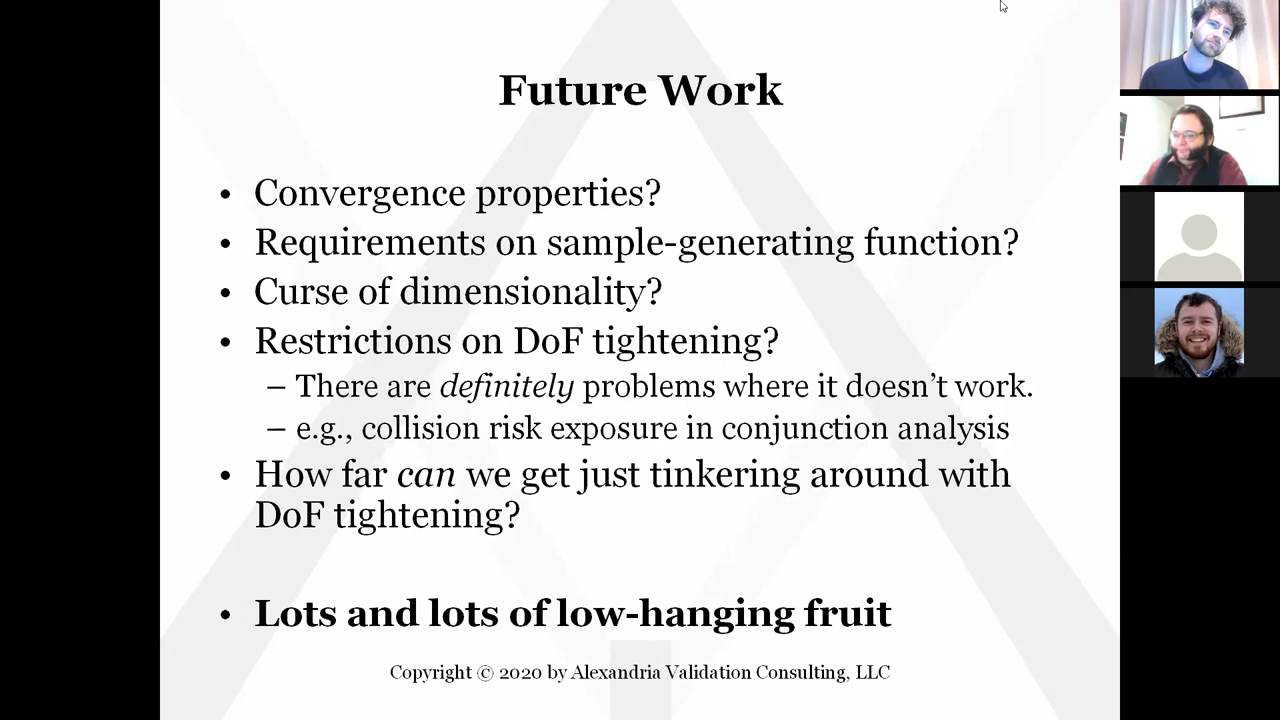 Future Work
• Convergence properties?
• Requirements on sample-generating function?
• Curse of dimensionality?
• Restrictions on DoF tightening?
– There are definitely problems where it doesn’t work.
– e.g., collision risk exposure in conjunction analysis
• How far can we get just tinkering around with
DoF tightening?
• Lots and lots of low-hanging fruit
Copyright © 2020 by Alexandria Validation Consulting, LLC